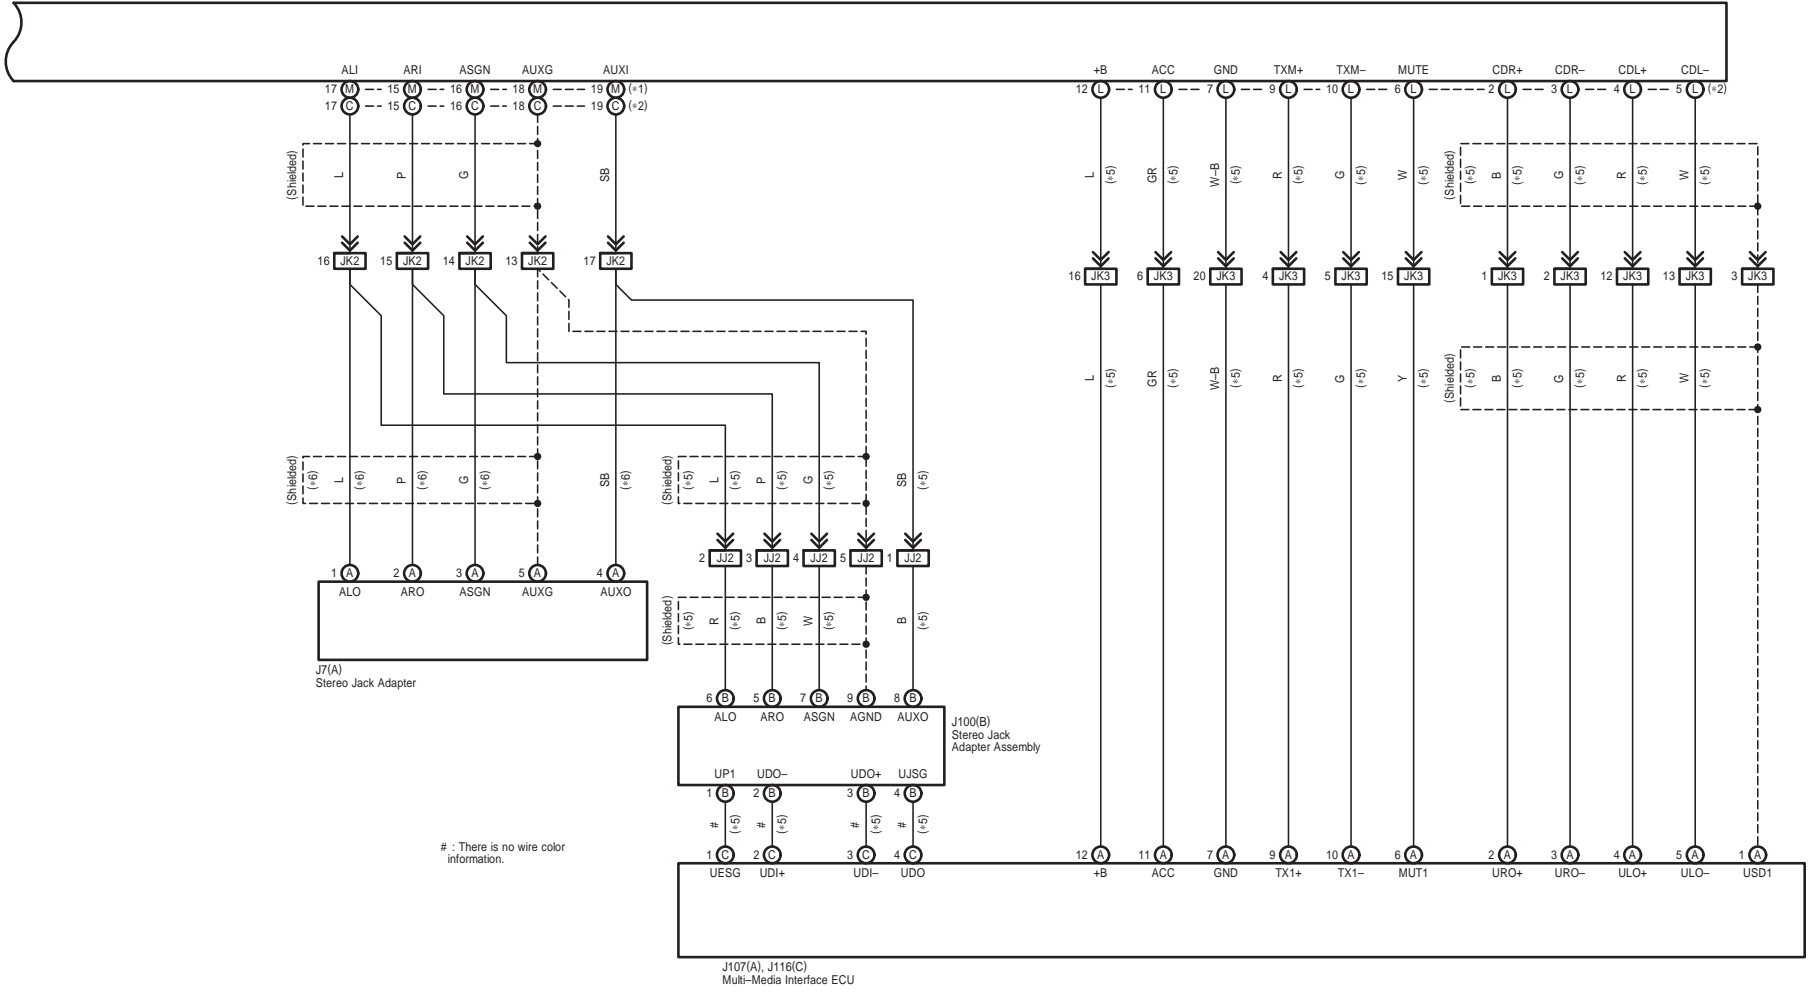 ALI ARI ASGN AUXG AUXI +B ACC GND TXM+ TXM– MUTE CDR+ CDR– CDL+ CDL–
17 M 15 M 16 M 18 M 19 M (∗1) 12 L 11 L 7 L 9 L 10 L 6 L 2 L 3 L 4 L 5 L (∗2)
17 C 15 C 16 C 18 C 19 C (∗2)
(Shielded) L P G SB L (∗5) GR (∗5) W–B (∗5) R (∗5) G (∗5) W (∗5) (Shielded) (∗5) B (∗5) G (∗5) R (∗5) W (∗5)
16 JK2 15 JK2 14 JK2 13 JK2 17 JK2 16 JK3 6 JK3 20 JK3 4 JK3 5 JK3 15 JK3 1 JK3 2 JK3 12 JK3 13 JK3 3 JK3
L (∗5) GR (∗5) W–B (∗5) R (∗5) G (∗5) Y (∗5) (Shielded) (∗5) B (∗5) G (∗5) R (∗5) W (∗5)
(Shielded) (∗6) L (∗6) P (∗6) G (∗6) SB (∗6) (Shielded) (∗5) L (∗5) P (∗5) G (∗5) SB (∗5)
2 JJ2 3 JJ2 4 JJ2 5 JJ2 1 JJ2
1 A 2 A 3 A 5 A 4 A
ALO ARO ASGN AUXG AUXO
(Shielded) (∗5) R (∗5) B (∗5) W (∗5) B (∗5)
J7(A)
Stereo Jack Adapter
6 B 5 B 7 B 9 B 8 B
ALO ARO ASGN AGND AUXO
J100(B)
Stereo Jack
Adapter Assembly
UP1 UDO– UDO+ UJSG
1 B 2 B 3 B 4 B
# (∗5) # (∗5) # (∗5) # (∗5)
# : There is no wire color
information.
1 C 2 C 3 C 4 C 12 A 11 A 7 A 9 A 10 A 6 A 2 A 3 A 4 A 5 A 1 A
UESG UDI+ UDI– UDO +B ACC GND TX1+ TX1– MUT1 URO+ URO– ULO+ ULO– USD1
J107(A), J116(C)
Multi–Media Interface ECU